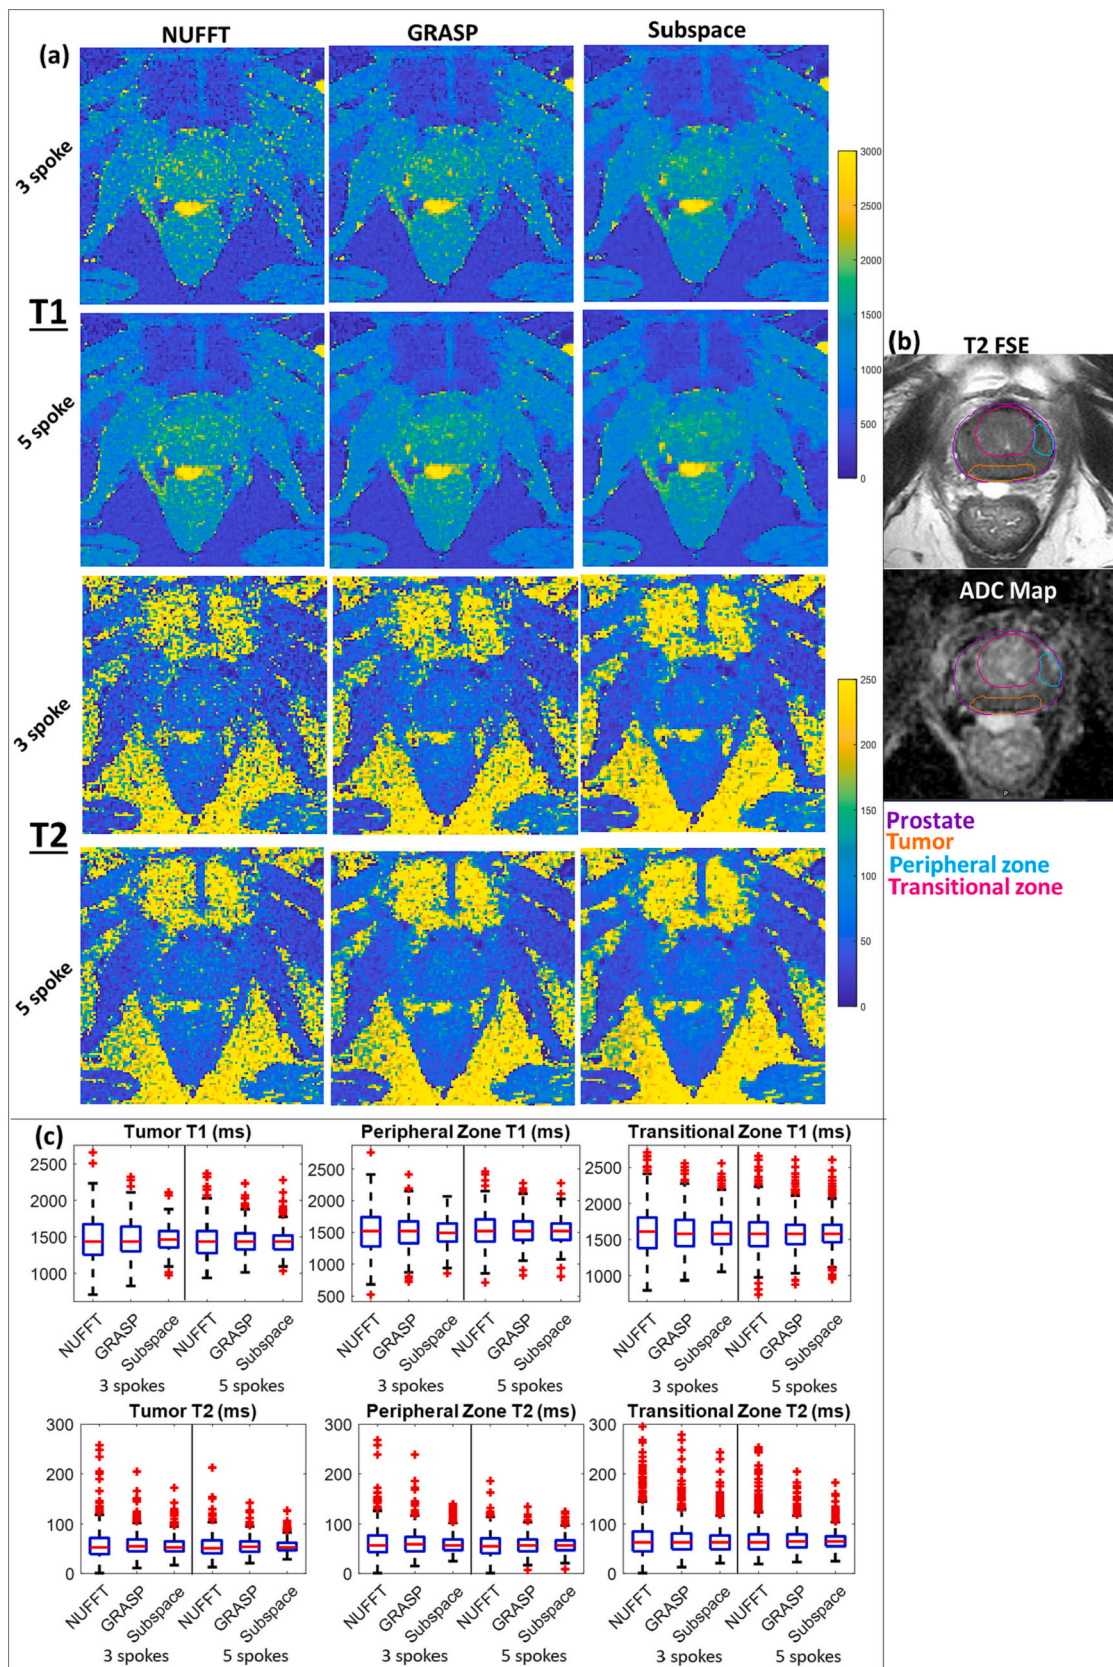 (a)
NUFFT GRASP Subspace
3 spoke
T1
5 spoke
3000
2500
2000
1500
1000
500
0
3 spoke
T2
5 spoke
250
200
150
100
50
0
(b)
T2 FSE
ADC Map
P
Prostate
Tumor
Peripheral zone
Transitional zone
(c)
Tumor T1 (ms)
2500
2000
1500
1000
NUFFT GRASP Subspace NUFFT GRASP Subspace
3 spokes 5 spokes
Peripheral Zone T1 (ms)
2500
2000
1500
1000
500
NUFFT GRASP Subspace NUFFT GRASP Subspace
3 spokes 5 spokes
Transitional Zone T1 (ms)
2500
2000
1500
1000
NUFFT GRASP Subspace NUFFT GRASP Subspace
3 spokes 5 spokes
Tumor T2 (ms)
300
200
100
0
NUFFT GRASP Subspace NUFFT GRASP Subspace
3 spokes 5 spokes
Peripheral Zone T2 (ms)
300
200
100
0
NUFFT GRASP Subspace NUFFT GRASP Subspace
3 spokes 5 spokes
Transitional Zone T2 (ms)
300
200
100
0
NUFFT GRASP Subspace NUFFT GRASP Subspace
3 spokes 5 spokes